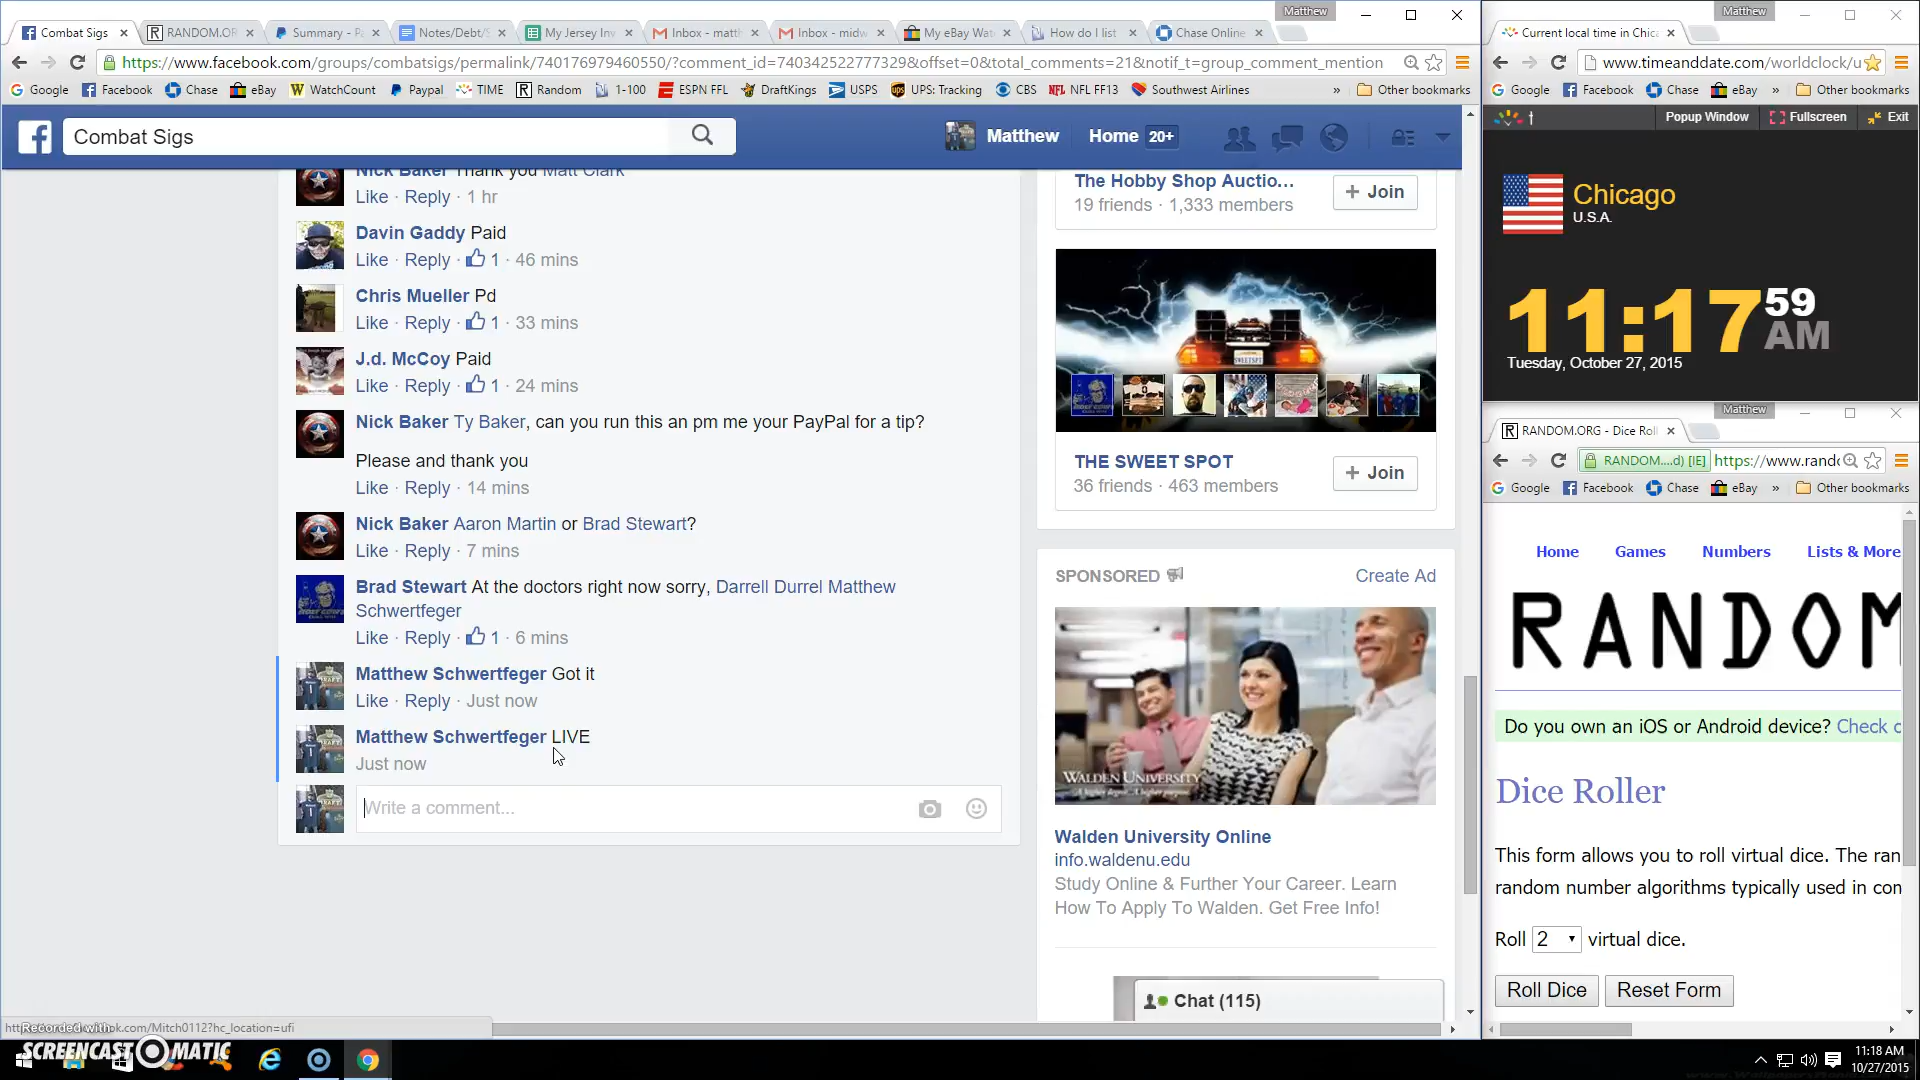 Matthew
Combat Sigs
RANDOM.OR
Summary - P
Notes/Debt/S
My Jersey Inv
Inbox - matt
Inbox - midw
My eBay Wat
How do I list
Chase Online
https://www.facebook.com/groups/combatsigs/permalink/740176979460550/?comment_id=740342522777329&offset=0&total_comments=21&notif_t=group_comment_mention
Google
Facebook
Chase
eBay
WatchCount
Paypal
TIME
Random
1-100
ESPN FFL
DraftKings
USPS
UPS: Tracking
CBS
NFL FF13
Southwest Airlines
»
Other bookmarks
Combat Sigs
Matthew
Home 20+
Nick Baker Thank you Matt Clark
Like · Reply · 1 hr
Davin Gaddy Paid
Like · Reply · 1 · 46 mins
Chris Mueller Pd
Like · Reply · 1 · 33 mins
J.d. McCoy Paid
Like · Reply · 1 · 24 mins
Nick Baker Ty Baker, can you run this an pm me your PayPal for a tip?
Please and thank you
Like · Reply · 14 mins
Nick Baker Aaron Martin or Brad Stewart?
Like · Reply · 7 mins
Brad Stewart At the doctors right now sorry, Darrell Durrel Matthew
Schwertfeger
Like · Reply · 1 · 6 mins
Matthew Schwertfeger Got it
Like · Reply · Just now
Matthew Schwertfeger LIVE
Just now
Write a comment...
The Hobby Shop Auctio...
19 friends · 1,333 members
+ Join
THE SWEET SPOT
36 friends · 463 members
+ Join
SPONSORED
Create Ad
WALDEN UNIVERSITY
A higher degree. A higher purpose.
Walden University Online
info.waldenu.edu
Study Online & Further Your Career. Learn
How To Apply To Walden. Get Free Info!
Chat (115)
Matthew
Current local time in Chic
www.timeanddate.com/worldclock/u
Google
Facebook
Chase
eBay
»
Other bookmarks
t
Popup Window
Fullscreen
Exit
Chicago
U.S.A.
11:17 59
AM
Tuesday, October 27, 2015
Matthew
RANDOM.ORG - Dice Rol
RANDOM....d) [IE]
https://www.rand
Google
Facebook
Chase
eBay
»
Other bookmarks
Home
Games
Numbers
Lists & More
RANDOM
Do you own an iOS or Android device? Check o
Dice Roller
This form allows you to roll virtual dice. The ran
random number algorithms typically used in com
Roll 2 virtual dice.
Roll Dice
Reset Form
Recorded with
ok.com/Mitch0112?hc_location=ufi
SCREENCAST-O-MATIC
11:18 AM
10/27/2015